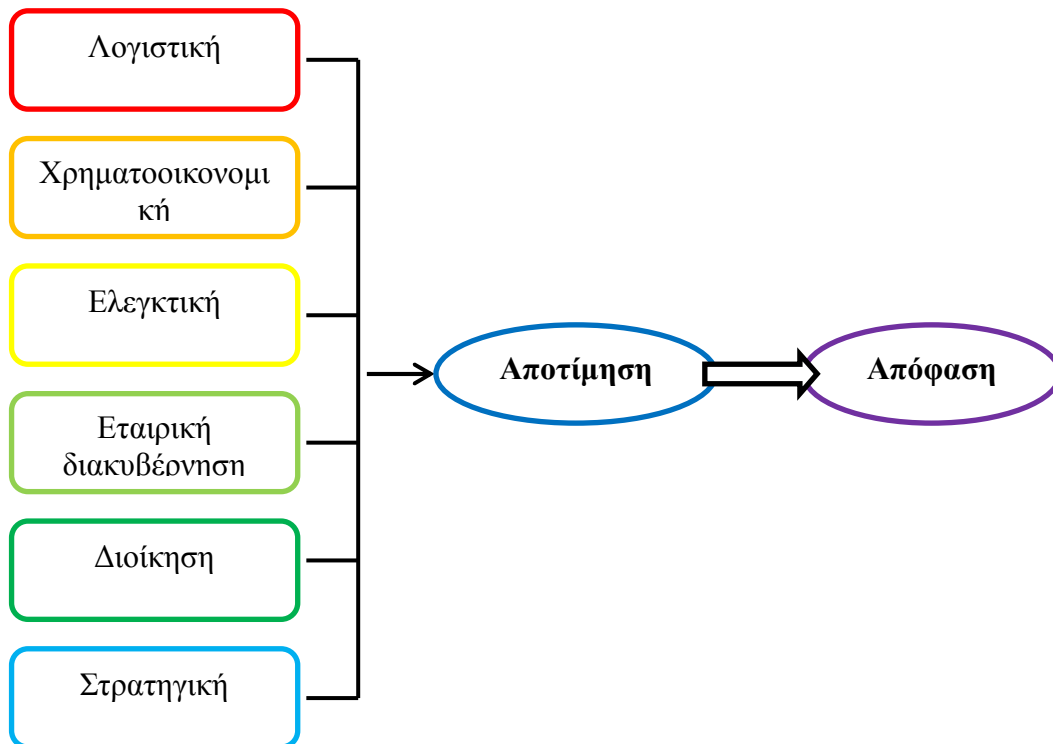 Λογιστική
Χρηματοοικονομι
κή
Ελεγκτική
Εταιρική
διακυβέρνηση
Διοίκηση
Στρατηγική
Αποτίμηση
Απόφαση